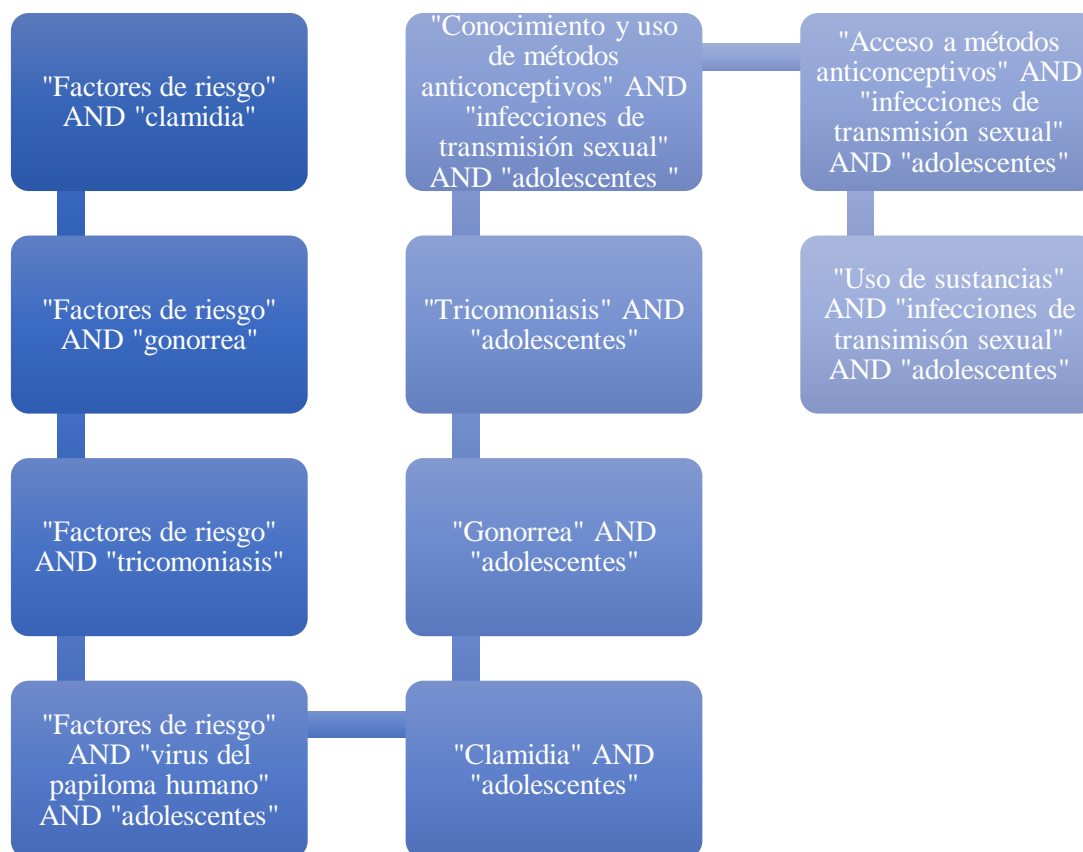 "Factores de riesgo"
AND "clamidia"
"Factores de riesgo"
AND "gonorrea"
"Factores de riesgo"
AND "tricomoniasis"
"Factores de riesgo"
AND "virus del
papiloma humano"
AND "adolescentes"
"Clamidia" AND
"adolescentes"
"Gonorrea" AND
"adolescentes"
"Tricomoniasis" AND
"adolescentes"
"Conocimiento y uso
de métodos
anticonceptivos" AND
"infecciones de
transmisión sexual"
AND "adolescentes "
"Acceso a métodos
anticonceptivos" AND
"infecciones de
transmisión sexual"
AND "adolescentes"
"Uso de sustancias"
AND "infecciones de
transimisón sexual"
AND "adolescentes"